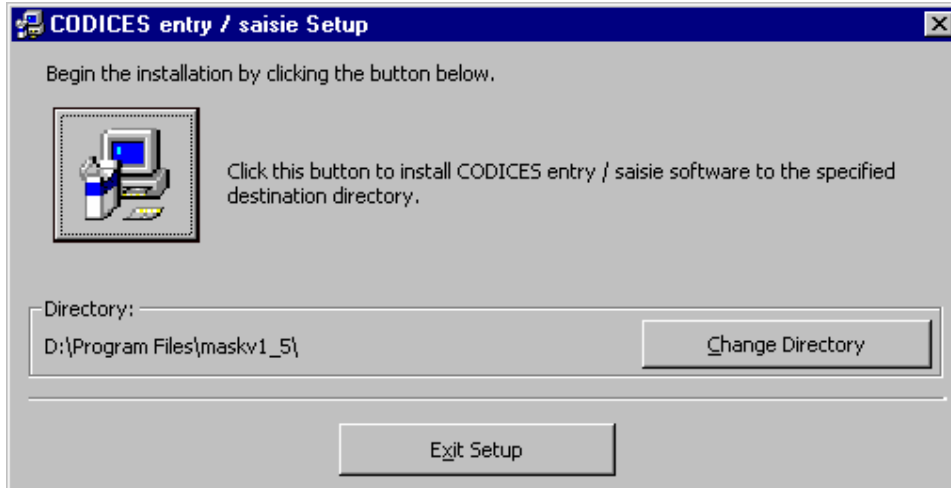 CODICES entry / saisie Setup
Begin the installation by clicking the button below.
Click this button to install CODICES entry / saisie software to the specified
destination directory.
Directory:
D:\Program Files\maskv1_5\
Change Directory
Exit Setup